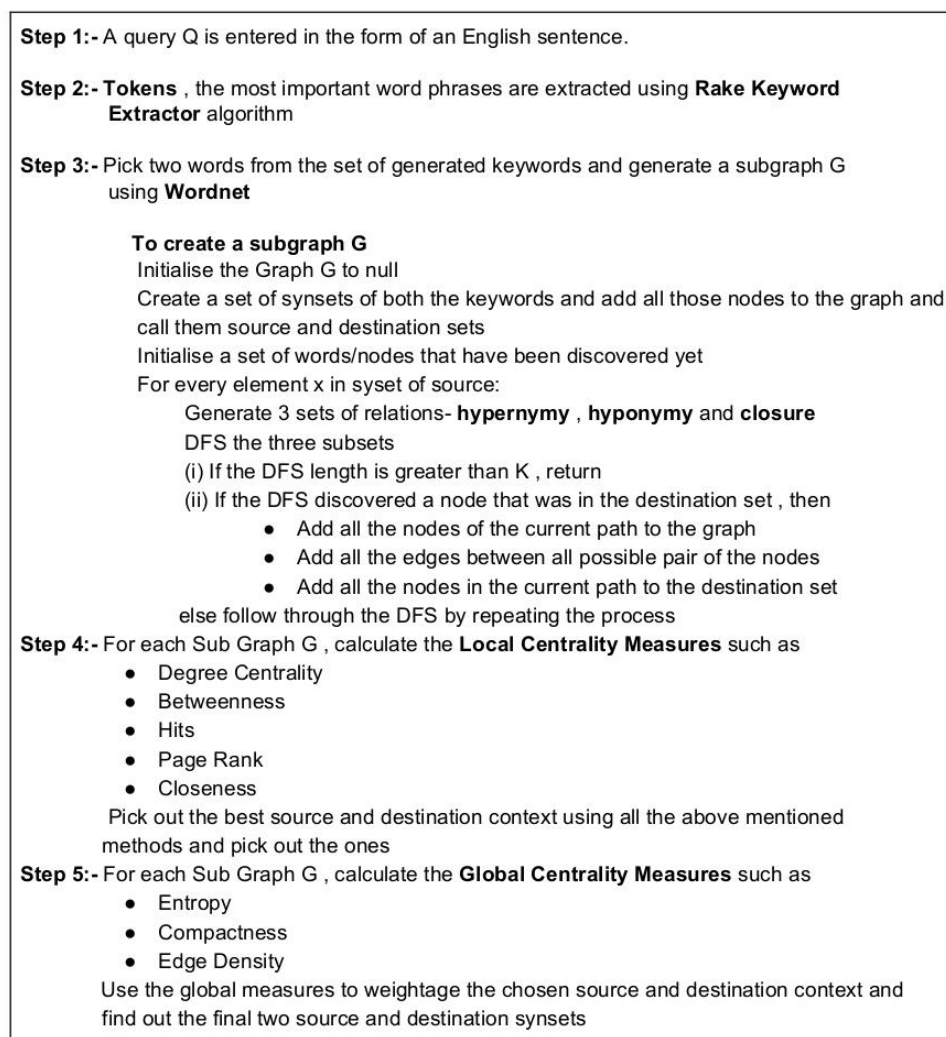 Step 1:- A query Q is entered in the form of an English sentence.
Step 2:- Tokens , the most important word phrases are extracted using Rake Keyword
Extractor algorithm
Step 3:- Pick two words from the set of generated keywords and generate a subgraph G
using Wordnet
To create a subgraph G
Initialise the Graph G to null
Create a set of synsets of both the keywords and add all those nodes to the graph and
call them source and destination sets
Initialise a set of words/nodes that have been discovered yet
For every element x in syset of source:
Generate 3 sets of relations- hypernymy , hyponymy and closure
DFS the three subsets
(i) If the DFS length is greater than K , return
(ii) If the DFS discovered a node that was in the destination set , then
● Add all the nodes of the current path to the graph
● Add all the edges between all possible pair of the nodes
● Add all the nodes in the current path to the destination set
else follow through the DFS by repeating the process
Step 4:- For each Sub Graph G , calculate the Local Centrality Measures such as
● Degree Centrality
● Betweenness
● Hits
● Page Rank
● Closeness
Pick out the best source and destination context using all the above mentioned
methods and pick out the ones
Step 5:- For each Sub Graph G , calculate the Global Centrality Measures such as
● Entropy
● Compactness
● Edge Density
Use the global measures to weightage the chosen source and destination context and
find out the final two source and destination synsets